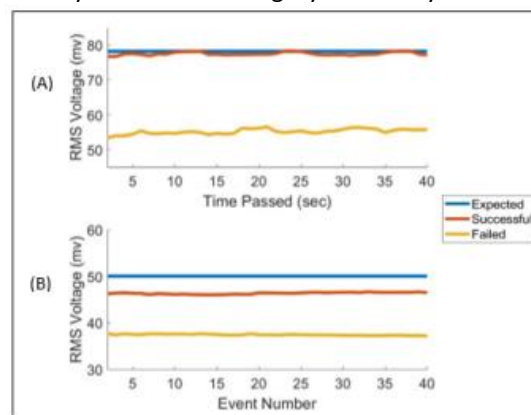 (A)
RMS Voltage (mv)
80
70
60
50
5 10 15 20 25 30 35 40
Time Passed (sec)
Expected
Successful
Failed
(B)
RMS Voltage (mv)
60
50
40
30
5 10 15 20 25 30 35 40
Event Number